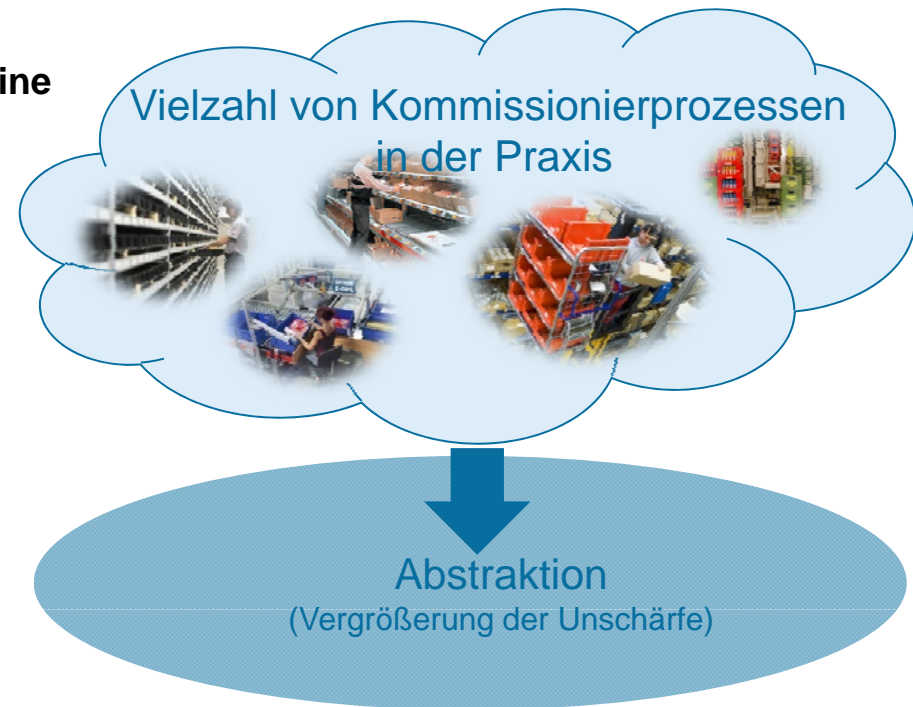 ine
Vielzahl von Kommissionierprozessen
in der Praxis
Abstraktion
(Vergrößerung der Unschärfe)